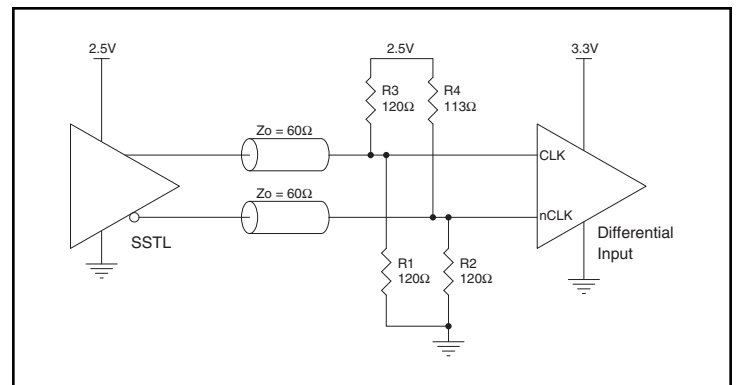 2.5V
2.5V
3.3V
R3
120Ω
R4
113Ω
Zo = 60Ω
CLK
Zo = 60Ω
nCLK
SSTL
Differential
Input
R1
120Ω
R2
120Ω